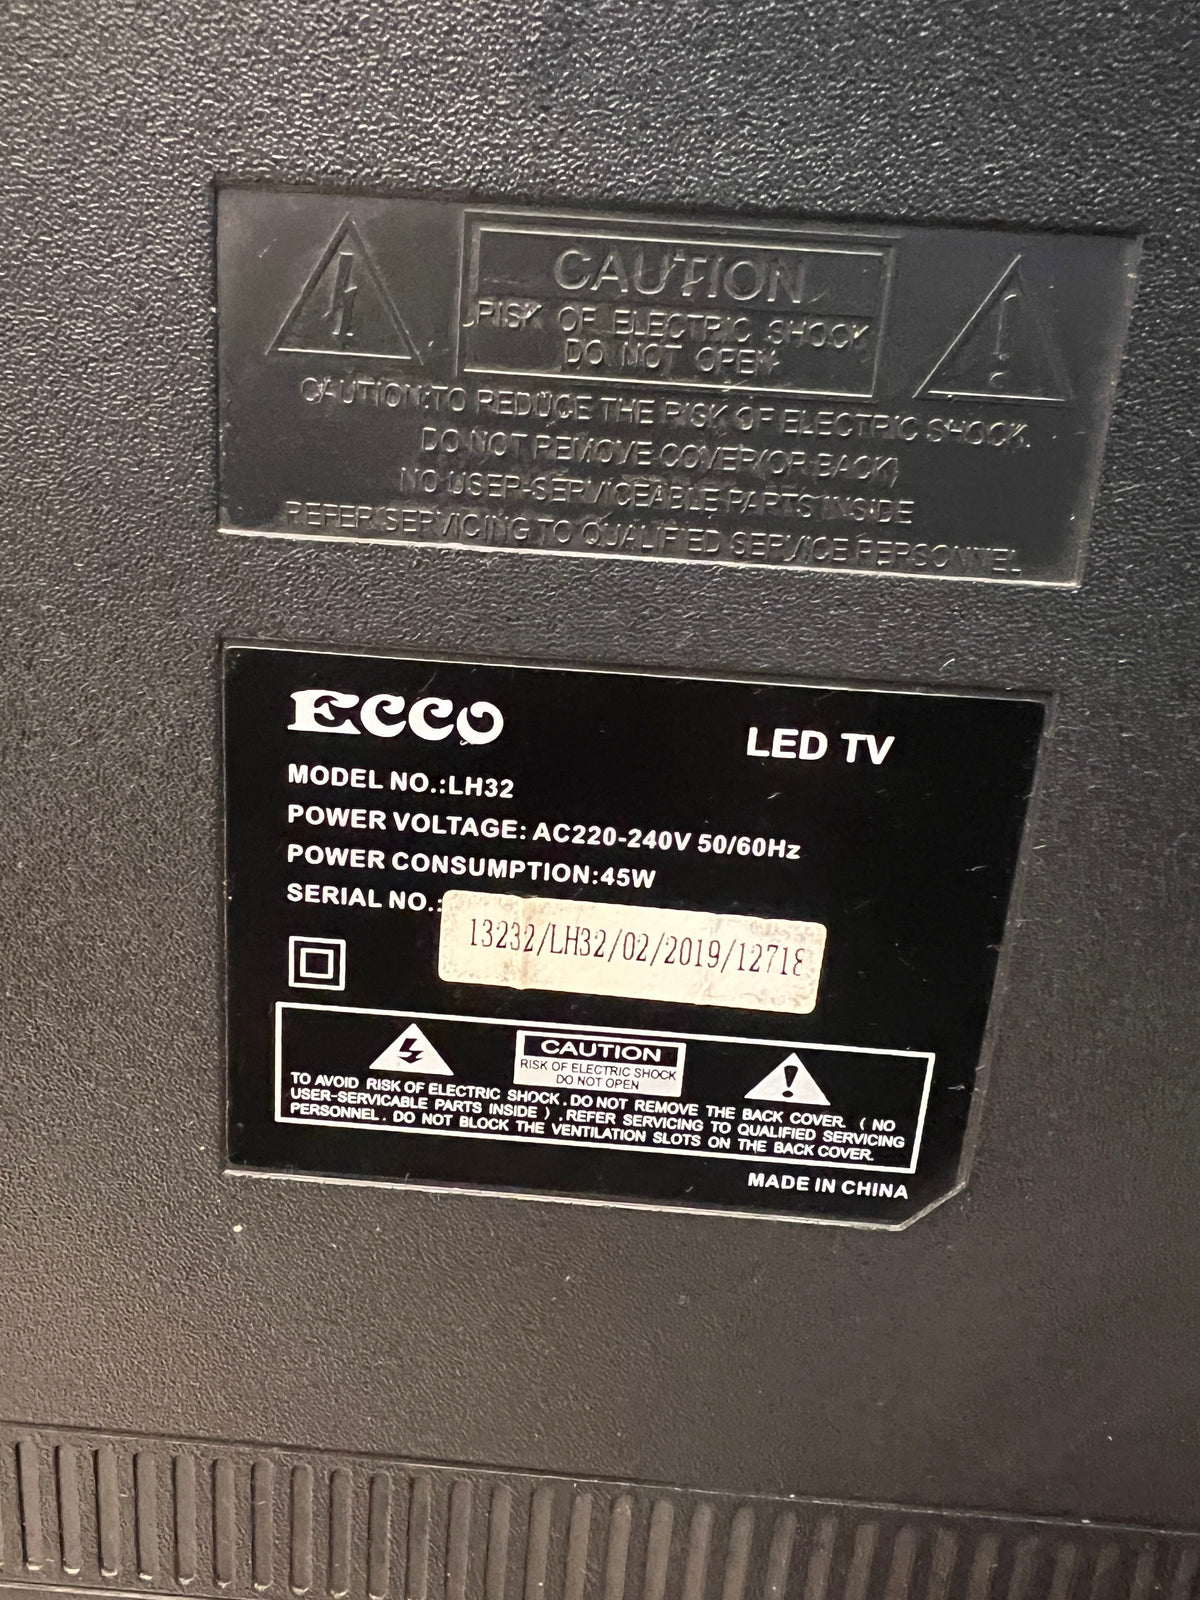 CAUTION
RISK OF ELECTRIC SHOCK
DO NOT OPEN
CAUTION:TO REDUCE THE RISK OF ELECTRIC SHOCK.
DO NOT REMOVE COVER(OR BACK)
NO USER-SERVICEABLE PARTS INSIDE
REFER SERVICING TO QUALIFIED SERVICE PERSONNEL
ECCO
LED TV
MODEL NO.:LH32
POWER VOLTAGE: AC220-240V 50/60Hz
POWER CONSUMPTION:45W
SERIAL NO.:
13232/LH32/02/2019/12718
CAUTION
RISK OF ELECTRIC SHOCK
DO NOT OPEN
TO AVOID RISK OF ELECTRIC SHOCK. DO NOT REMOVE THE BACK COVER. ( NO
USER-SERVICABLE PARTS INSIDE ) . REFER SERVICING TO QUALIFIED SERVICING
PERSONNEL. DO NOT BLOCK THE VENTILATION SLOTS ON THE BACK COVER.
MADE IN CHINA